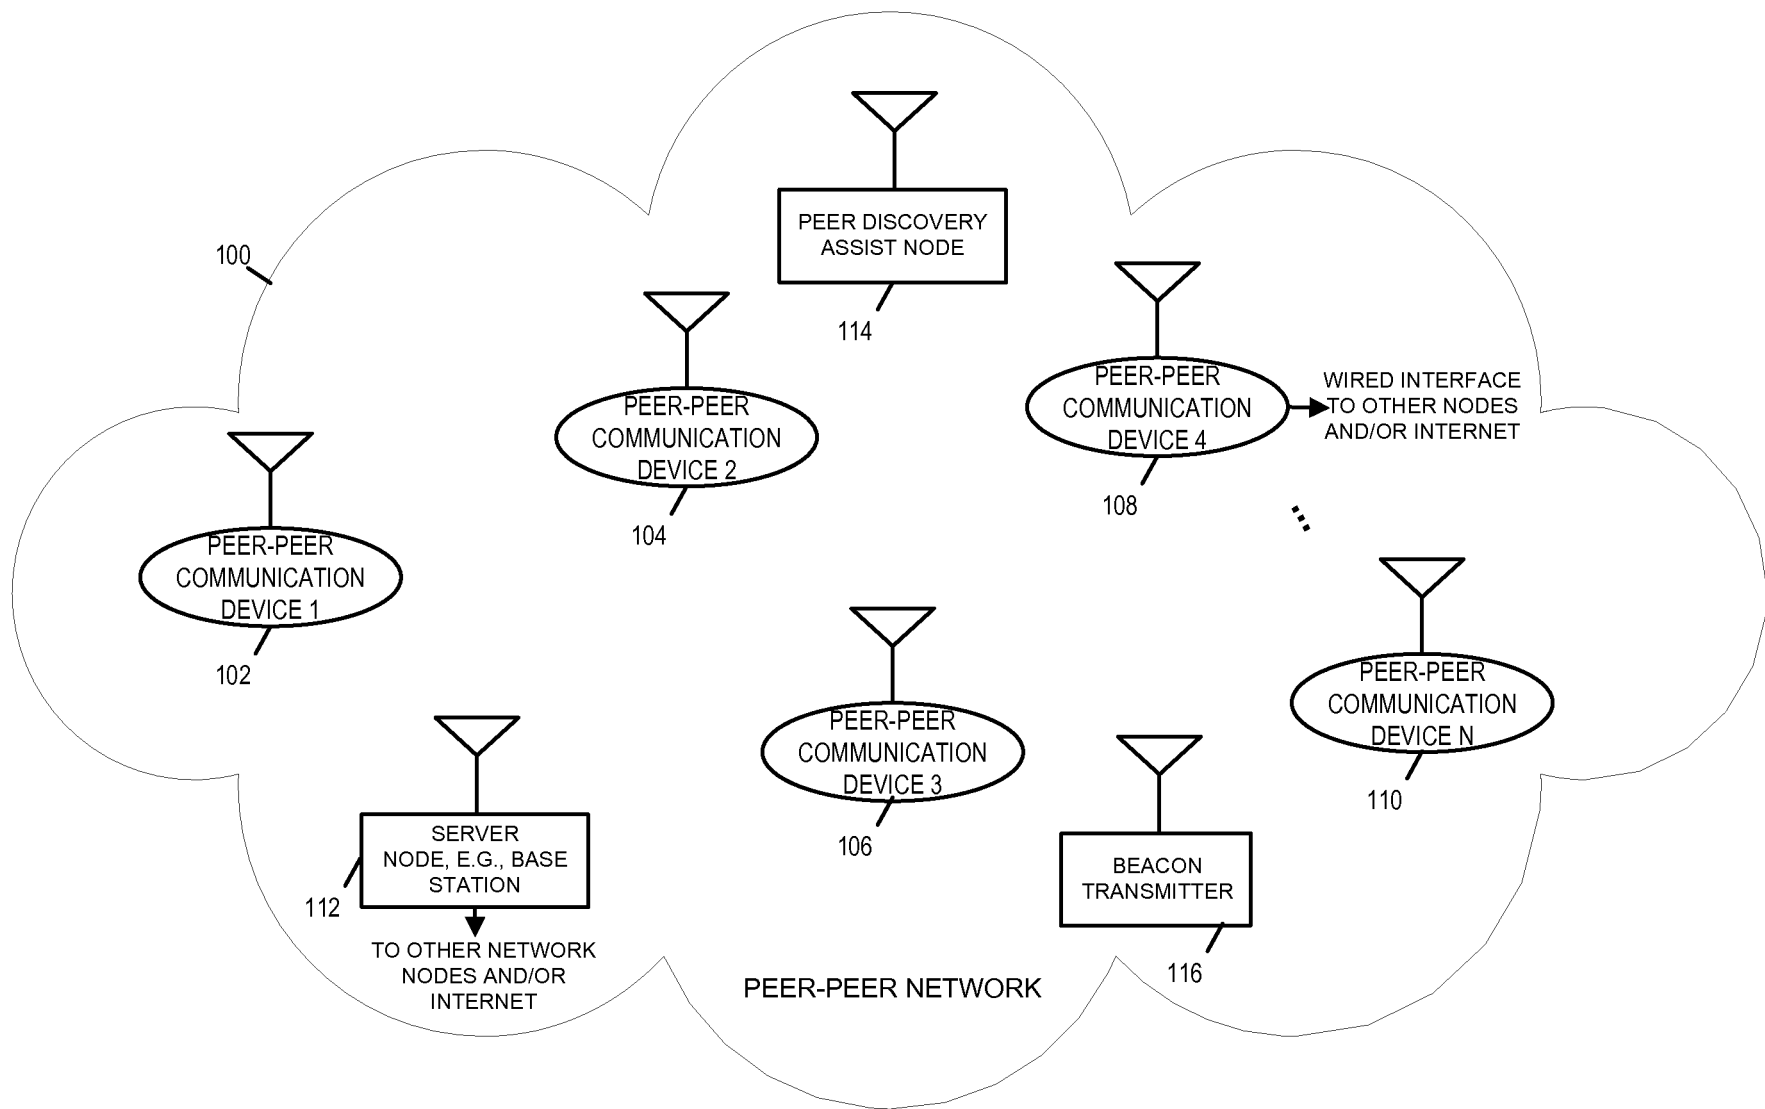 PEER DISCOVERY
ASSIST NODE
114
100
PEER-PEER
COMMUNICATION
DEVICE 2
104
PEER-PEER
COMMUNICATION
DEVICE 4
108
WIRED INTERFACE
TO OTHER NODES
AND/OR INTERNET
PEER-PEER
COMMUNICATION
DEVICE 1
102
PEER-PEER
COMMUNICATION
DEVICE 3
106
PEER-PEER
COMMUNICATION
DEVICE N
110
SERVER
NODE, E.G., BASE
STATION
112
TO OTHER NETWORK
NODES AND/OR
INTERNET
BEACON
TRANSMITTER
116
PEER-PEER NETWORK